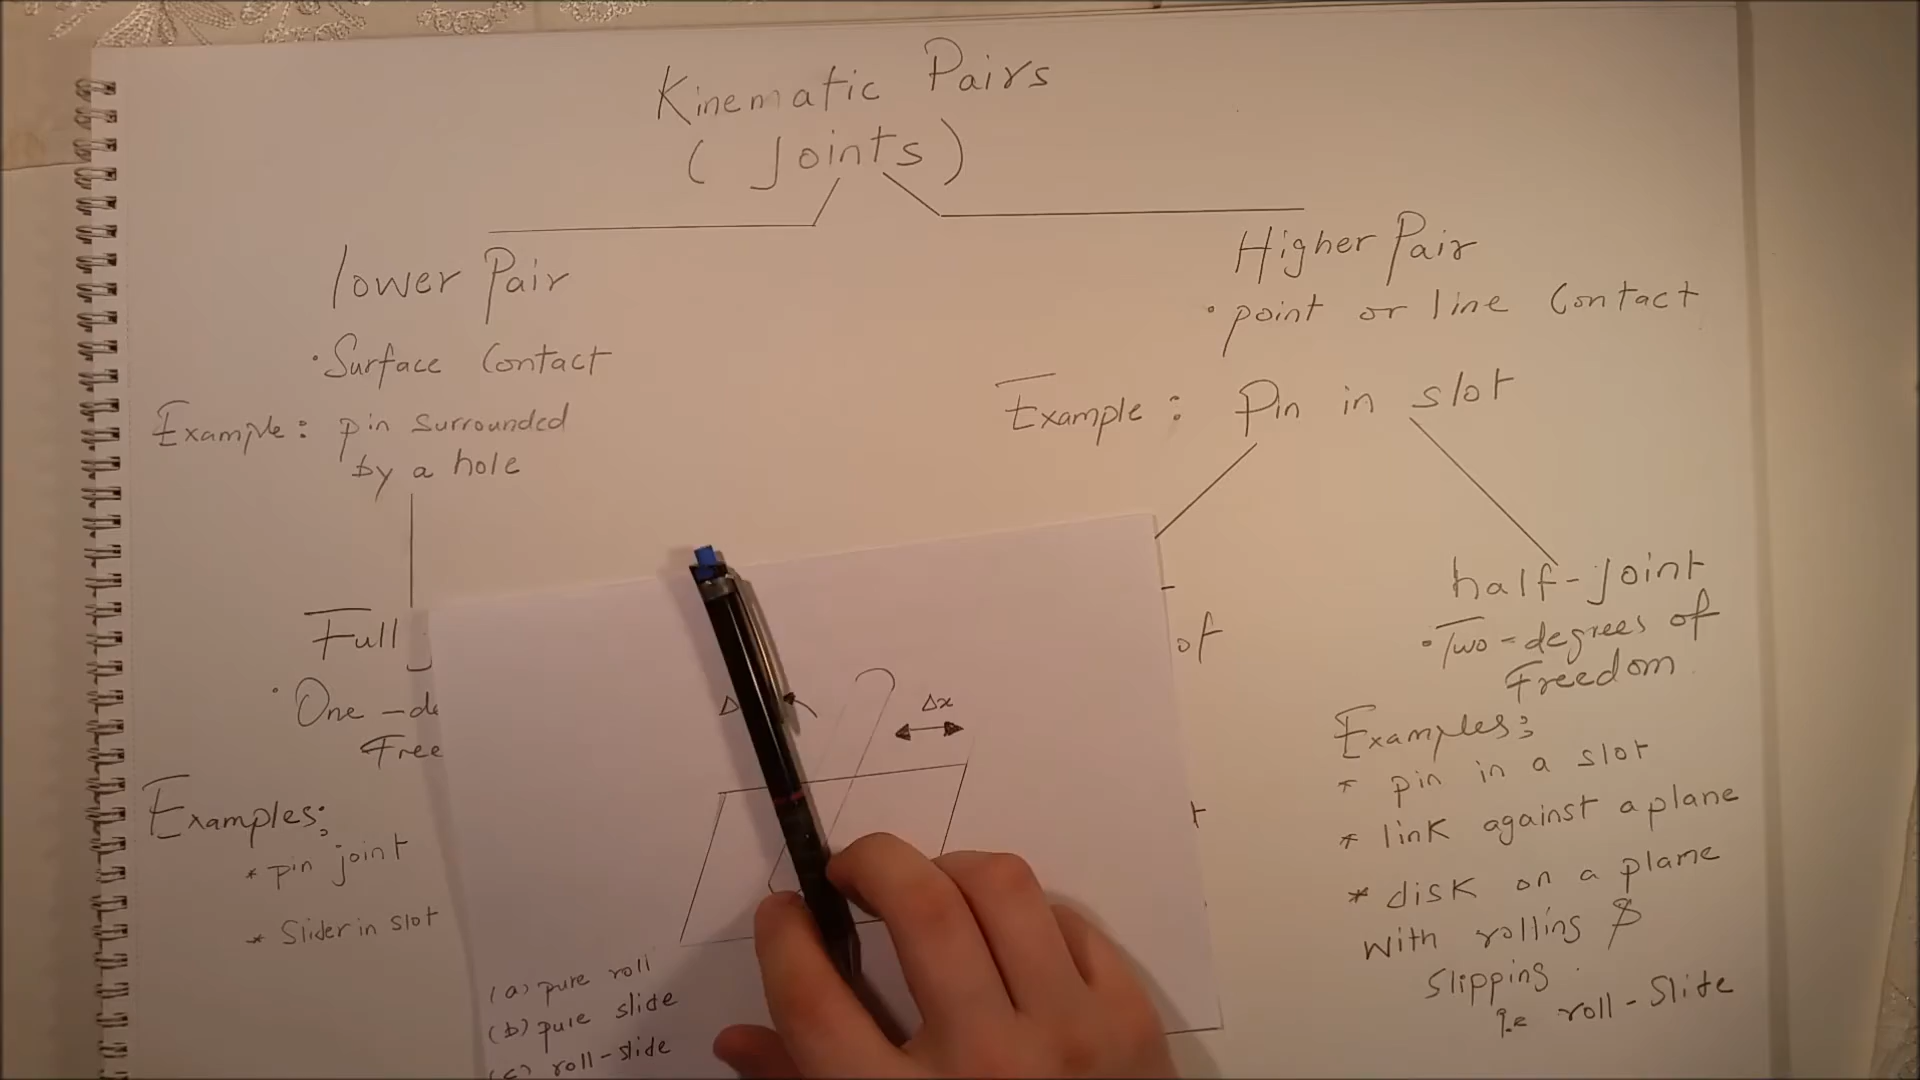 Kinematic Pairs
(Joints)
lower Pair
• Surface Contact
Example: pin surrounded
by a hole
Full
• One-de
Free
Examples:
* pin joint
* Slider in slot
Higher Pair
• point or line Contact
Example: Pin in slot
of
half-joint
• Two-degrees of
Freedom
Examples:
* pin in a slot
* link against a plane
* disk on a plane
with rolling &
slipping.
i.e roll-Slide
Δx
(a) pure roll
(b) pure slide
(c) roll-slide